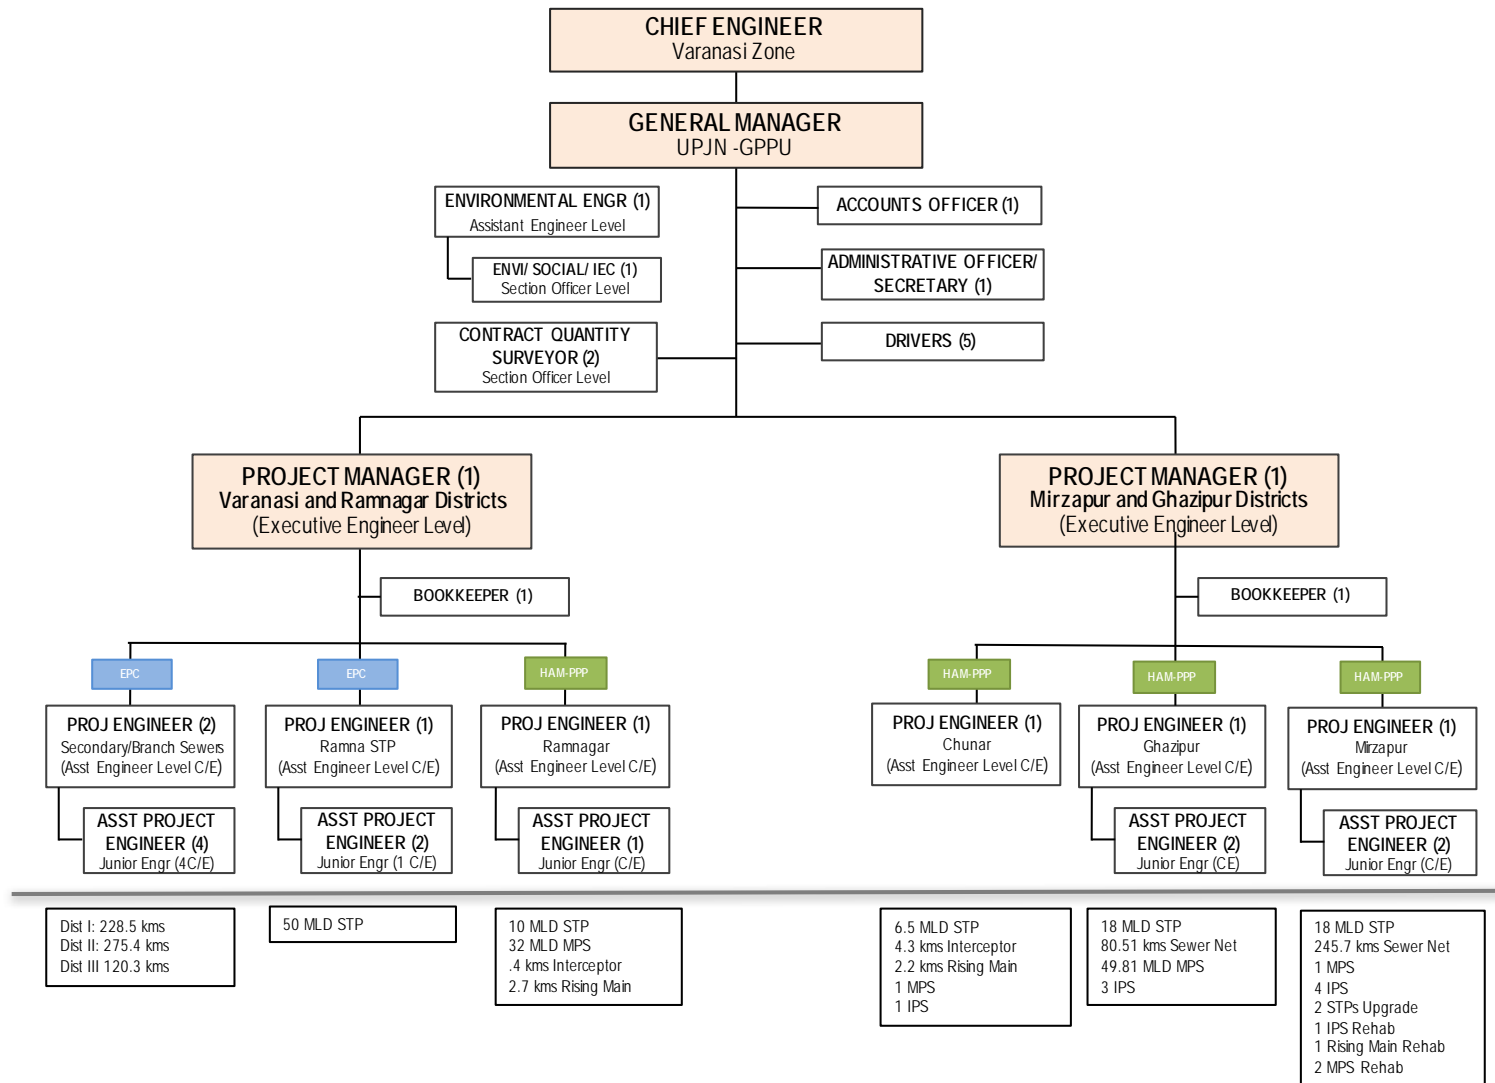 CHIEF ENGINEER
Varanasi Zone
GENERAL MANAGER
UPJN -GPPU
ENVIRONMENTAL ENGR (1)
Assistant Engineer Level
ENVI/ SOCIAL/ IEC (1)
Section Officer Level
CONTRACT QUANTITY
SURVEYOR (2)
Section Officer Level
ACCOUNTS OFFICER (1)
ADMINISTRATIVE OFFICER/
SECRETARY (1)
DRIVERS (5)
PROJECT MANAGER (1)
Varanasi and Ramnagar Districts
(Executive Engineer Level)
BOOKKEEPER (1)
PROJECT MANAGER (1)
Mirzapur and Ghazipur Districts
(Executive Engineer Level)
BOOKKEEPER (1)
EPC
PROJ ENGINEER (2)
Secondary/Branch Sewers
(Asst Engineer Level C/E)
ASST PROJECT
ENGINEER (4)
Junior Engr (4C/E)
EPC
PROJ ENGINEER (1)
Ramna STP
(Asst Engineer Level C/E)
ASST PROJECT
ENGINEER (2)
Junior Engr (1 C/E)
HAM-PPP
PROJ ENGINEER (1)
Ramnagar
(Asst Engineer Level C/E)
ASST PROJECT
ENGINEER (1)
Junior Engr (C/E)
HAM-PPP
PROJ ENGINEER (1)
Chunar
(Asst Engineer Level C/E)
HAM-PPP
PROJ ENGINEER (1)
Ghazipur
(Asst Engineer Level C/E)
ASST PROJECT
ENGINEER (2)
Junior Engr (CE)
HAM-PPP
PROJ ENGINEER (1)
Mirzapur
(Asst Engineer Level C/E)
ASST PROJECT
ENGINEER (2)
Junior Engr (C/E)
Dist I: 228.5 kms
Dist II: 275.4 kms
Dist III 120.3 kms
50 MLD STP
10 MLD STP
32 MLD MPS
.4 kms Interceptor
2.7 kms Rising Main
6.5 MLD STP
4.3 kms Interceptor
2.2 kms Rising Main
1 MPS
1 IPS
18 MLD STP
80.51 kms Sewer Net
49.81 MLD MPS
3 IPS
18 MLD STP
245.7 kms Sewer Net
1 MPS
4 IPS
2 STPs Upgrade
1 IPS Rehab
1 Rising Main Rehab
2 MPS Rehab